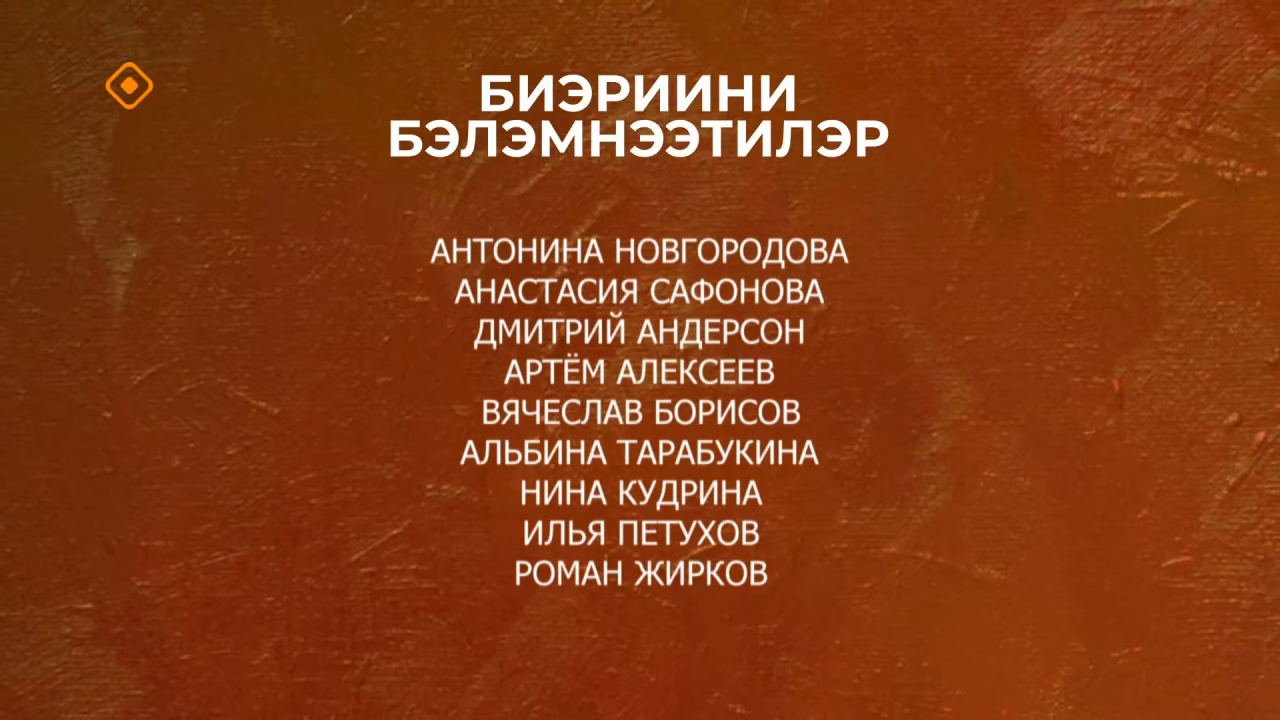 БИЭРИИНИ
БЭЛЭМНЭЭТИЛЭР
АНТОНИНА НОВГОРОДОВА
АНАСТАСИЯ САФОНОВА
ДМИТРИЙ АНДЕРСОН
АРТЁМ АЛЕКСЕЕВ
ВЯЧЕСЛАВ БОРИСОВ
АЛЬБИНА ТАРАБУКИНА
НИНА КУДРИНА
ИЛЬЯ ПЕТУХОВ
РОМАН ЖИРКОВ